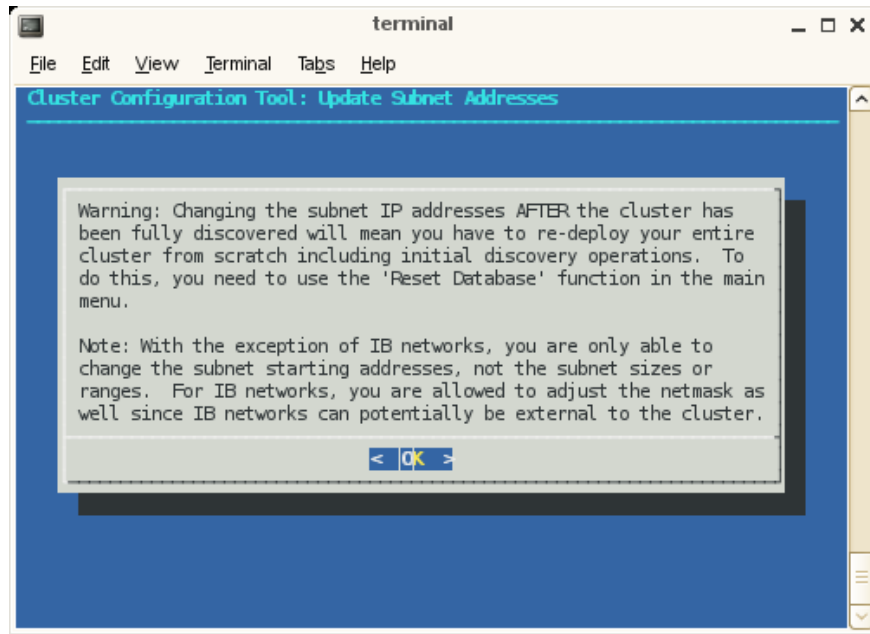 terminal
File Edit View Terminal Tabs Help
Cluster Configuration Tool: Update Subnet Addresses
Warning: Changing the subnet IP addresses AFTER the cluster has
been fully discovered will mean you have to re-deploy your entire
cluster from scratch including initial discovery operations.  To
do this, you need to use the 'Reset Database' function in the main
menu.
Note: With the exception of IB networks, you are only able to
change the subnet starting addresses, not the subnet sizes or
ranges.  For IB networks, you are allowed to adjust the netmask as
well since IB networks can potentially be external to the cluster.
<  OK  >